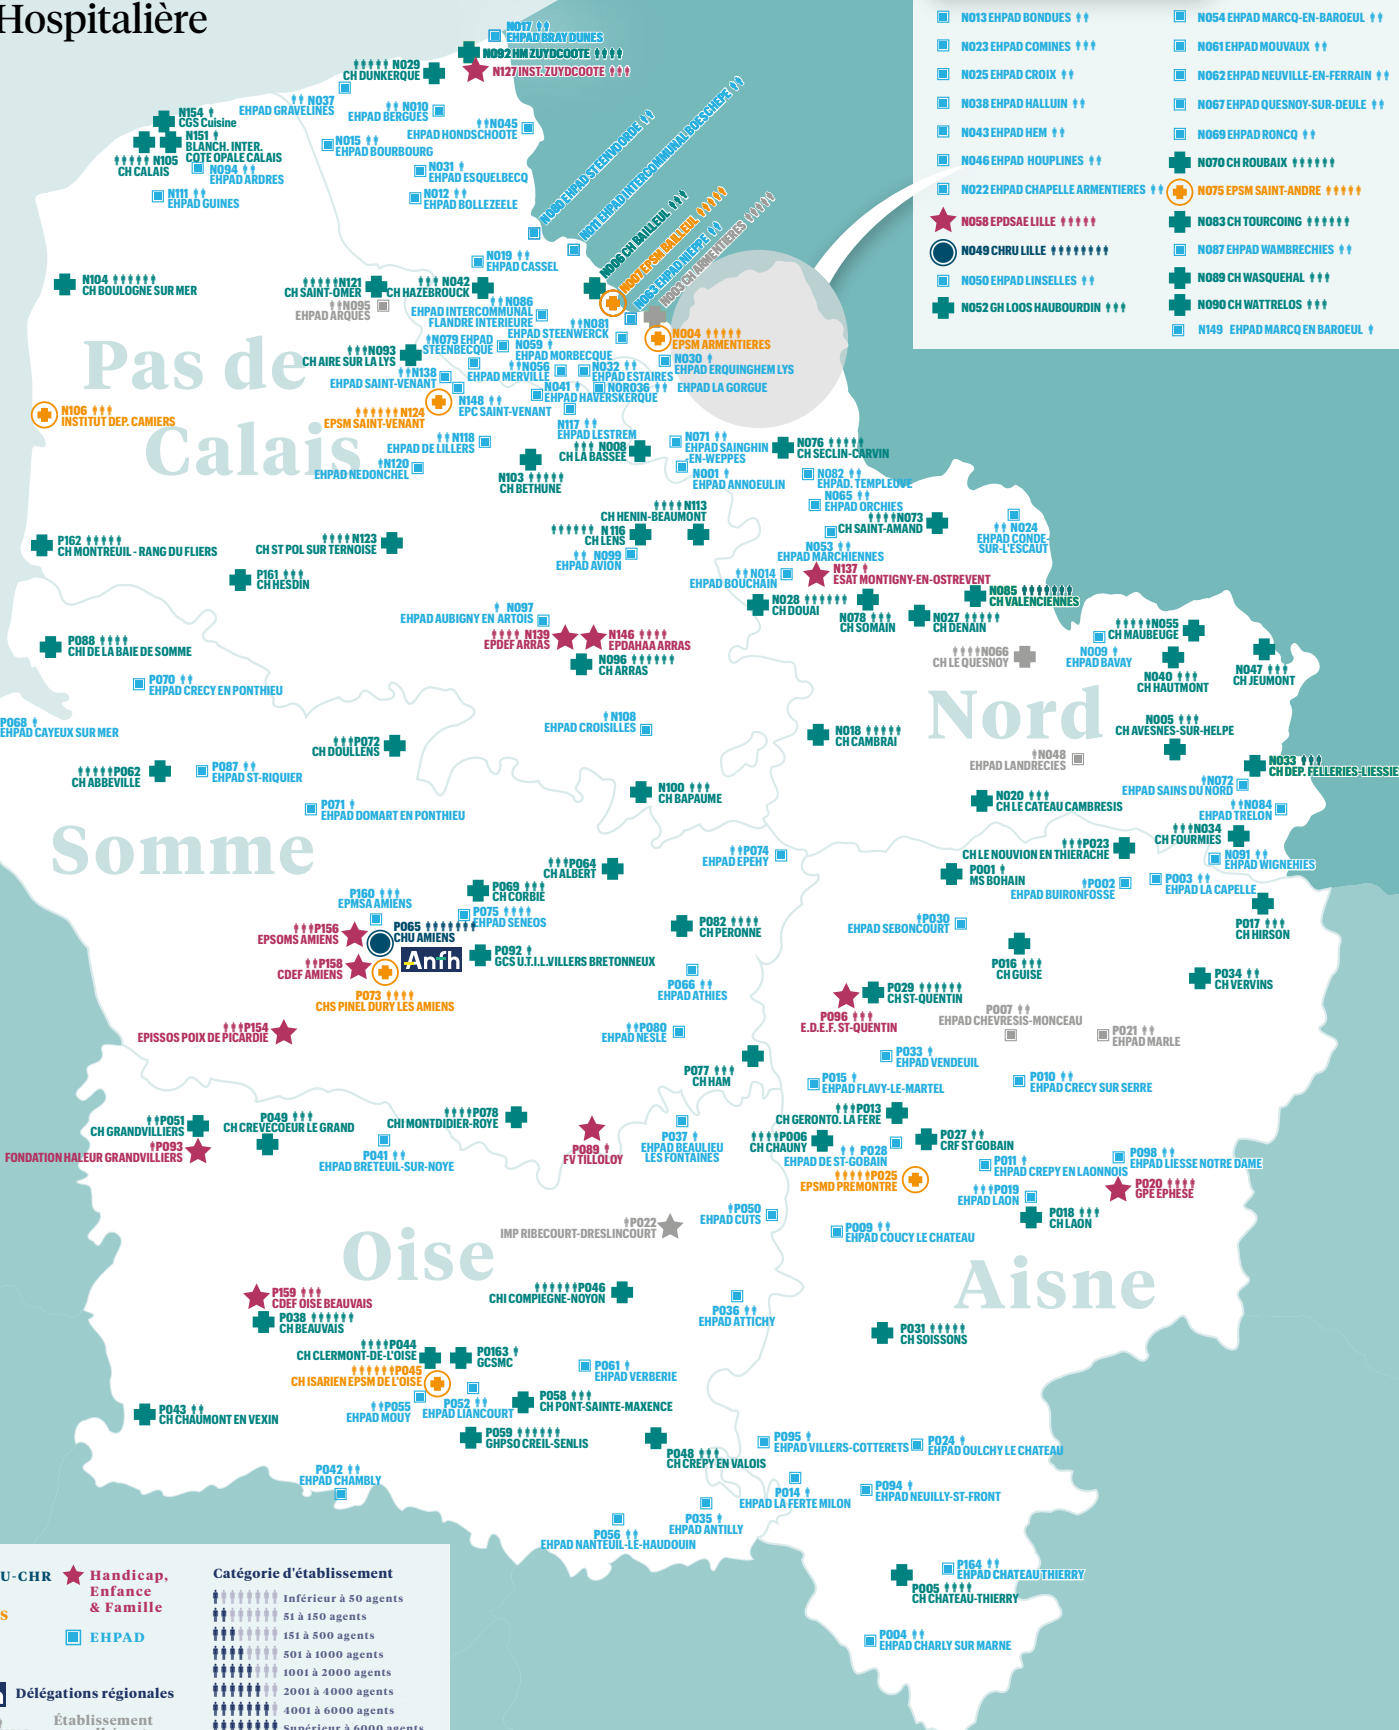 Hospitalière
N017
EHPAD BRAY DUNES
N092 HM ZUYDCOOTE
N127 INST. ZUYDCOOTE
N029
CH DUNKERQUE
N037
EHPAD GRAVELINES
N010
EHPAD BERGUES
N045
EHPAD HONDSCHOOTE
N154
CGS Cuisine
N151
BLANCH. INTER.
COTE OPALE CALAIS
N105
CH CALAIS
N094
EHPAD ARDRES
N111
EHPAD GUINES
N015
EHPAD BOURBOURG
N031
EHPAD ESQUELBECQ
N012
EHPAD BOLLEZEELE
N080 EHPAD STEENVOORDE
N011 EHPAD INTERCOMMUNAL BOESCHEPE
N006 CH BAILLEUL
N007 EPSM BAILLEUL
N063 EHPAD NIEPPE
N003 CH ARMENTIERES
N013 EHPAD BONDUES
N023 EHPAD COMINES
N025 EHPAD CROIX
N038 EHPAD HALLUIN
N043 EHPAD HEM
N046 EHPAD HOUPLINES
N022 EHPAD CHAPELLE ARMENTIERES
N058 EPDSAE LILLE
N049 CHRU LILLE
N050 EHPAD LINSELLES
N052 GH LOOS HAUBOURDIN
N054 EHPAD MARCQ-EN-BAROEUL
N061 EHPAD MOUVAUX
N062 EHPAD NEUVILLE-EN-FERRAIN
N067 EHPAD QUESNOY-SUR-DEULE
N069 EHPAD RONCQ
N070 CH ROUBAIX
N075 EPSM SAINT-ANDRE
N083 CH TOURCOING
N087 EHPAD WAMBRECHIES
N089 CH WASQUEHAL
N090 CH WATTRELOS
N149 EHPAD MARCQ EN BAROEUL
N019
EHPAD CASSEL
N104
CH BOULOGNE SUR MER
N121
CH SAINT-OMER
N042
CH HAZEBROUCK
N095
EHPAD ARQUES
N086
EHPAD INTERCOMMUNAL
FLANDRE INTERIEURE
N081
EHPAD STEENWERCK
N004
EPSM ARMENTIERES
N079 EHPAD
STEENBECQUE
N059
EHPAD MORBECQUE
N093
CH AIRE SUR LA LYS
N030
EHPAD ERQUINGHEM LYS
N138
EHPAD SAINT-VENANT
N056
EHPAD MERVILLE
N032
EHPAD ESTAIRES
N041
EHPAD HAVERSKERQUE
NOR036 EHPAD LA GORGUE
Pas de
Calais
N106
INSTITUT DEP. CAMIERS
N124
EPSM SAINT-VENANT
N148
EPC SAINT-VENANT
N117
EHPAD LESTREM
N118
EHPAD DE LILLERS
N120
EHPAD NEDONCHEL
N103
CH BETHUNE
N008
CH LA BASSEE
N071
EHPAD SAINGHIN
-EN-WEPPES
N001
EHPAD ANNOEULIN
N076
CH SECLIN-CARVIN
N082
EHPAD. TEMPLEUVE
N065
EHPAD ORCHIES
N113
CH HENIN-BEAUMONT
N116
CH LENS
N099
EHPAD AVION
N073
CH SAINT-AMAND
N024
EHPAD CONDE-
SUR-L'ESCAUT
N053
EHPAD MARCHIENNES
P162
CH MONTREUIL - RANG DU FLIERS
N123
CH ST POL SUR TERNOISE
P161
CH HESDIN
N014
EHPAD BOUCHAIN
N137
ESAT MONTIGNY-EN-OSTREVENT
N028
CH DOUAI
N085
CH VALENCIENNES
N078
CH SOMAIN
N027
CH DENAIN
N097
EHPAD AUBIGNY EN ARTOIS
N139
EPDEF ARRAS
N146
EPDAHAA ARRAS
N096
CH ARRAS
N066
CH LE QUESNOY
N009
EHPAD BAVAY
N055
CH MAUBEUGE
N040
CH HAUTMONT
N047
CH JEUMONT
P088
CHI DE LA BAIE DE SOMME
P070
EHPAD CRECY EN PONTHIEU
P068
EHPAD CAYEUX SUR MER
N108
EHPAD CROISILLES
Nord
N018
CH CAMBRAI
N005
CH AVESNES-SUR-HELPE
N048
EHPAD LANDRECIES
N033
CH DEP. FELLERIES-LIESSIE
P072
CH DOULLENS
P062
CH ABBEVILLE
P087
EHPAD ST-RIQUIER
N072
EHPAD SAINS DU NORD
N084
EHPAD TRELON
N100
CH BAPAUME
N020
CH LE CATEAU CAMBRESIS
P071
EHPAD DOMART EN PONTHIEU
N034
CH FOURMIES
Somme
P023
CH LE NOUVION EN THIERACHE
N091
EHPAD WIGNEHIES
P074
EHPAD EPEHY
P064
CH ALBERT
P001
MS BOHAIN
P002
EHPAD BUIRONFOSSE
P003
EHPAD LA CAPELLE
P069
CH CORBIE
P160
EPMSA AMIENS
P075
EHPAD SENEOS
P017
CH HIRSON
P156
EPSOMS AMIENS
P065
CHU AMIENS
Anfh
P082
CH PERONNE
P030
EHPAD SEBONCOURT
P158
CDEF AMIENS
P092
GCS U.T.I.L.VILLERS BRETONNEUX
P016
CH GUISE
P034
CH VERVINS
P073
CHS PINEL DURY LES AMIENS
P066
EHPAD ATHIES
P029
CH ST-QUENTIN
P096
E.D.E.F. ST-QUENTIN
P007
EHPAD CHEVRESIS-MONCEAU
P154
EPISSOS POIX DE PICARDIE
P080
EHPAD NESLE
P021
EHPAD MARLE
P077
CH HAM
P033
EHPAD VENDEUIL
P015
EHPAD FLAVY-LE-MARTEL
P010
EHPAD CRECY SUR SERRE
P051
CH GRANDVILLIERS
P049
CH CREVECOEUR LE GRAND
P078
CHI MONTDIDIER-ROYE
P013
CH GERONTO. LA FERE
P093
FONDATION HALEUR GRANDVILLIERS
P041
EHPAD BRETEUIL-SUR-NOYE
P089
FV TILLOLOY
P037
EHPAD BEAULIEU
LES FONTAINES
P006
CH CHAUNY
P028
EHPAD DE ST-GOBAIN
P027
CRF ST GOBAIN
P025
EPSMD PREMONTRE
P011
EHPAD CREPY EN LAONNOIS
P098
EHPAD LIESSE NOTRE DAME
P019
EHPAD LAON
P020
GPE EPHESE
P018
CH LAON
P022
IMP RIBECOURT-DRESLINCOURT
P050
EHPAD CUTS
P009
EHPAD COUCY LE CHATEAU
Oise
Aisne
P159
CDEF OISE BEAUVAIS
P038
CH BEAUVAIS
P046
CHI COMPIEGNE-NOYON
P036
EHPAD ATTICHY
P031
CH SOISSONS
P044
CH CLERMONT-DE-L'OISE
P0163
GCSMC
P045
CH ISARIEN EPSM DE L'OISE
P061
EHPAD VERBERIE
P055
EHPAD MOUY
P052
EHPAD LIANCOURT
P058
CH PONT-SAINTE-MAXENCE
P043
CH CHAUMONT EN VEXIN
P059
GHPSO CREIL-SENLIS
P048
CH CREPY EN VALOIS
P095
EHPAD VILLERS-COTTERETS
P024
EHPAD OULCHY LE CHATEAU
P042
EHPAD CHAMBLY
P014
EHPAD LA FERTE MILON
P094
EHPAD NEUILLY-ST-FRONT
P035
EHPAD ANTILLY
P056
EHPAD NANTEUIL-LE-HAUDOUIN
P164
EHPAD CHATEAU THIERRY
P005
CH CHATEAU-THIERRY
P004
EHPAD CHARLY SUR MARNE
U-CHR
S
Handicap,
Enfance
& Famille
EHPAD
Délégations régionales
Établissement
Catégorie d'établissement
Inférieur à 50 agents
51 à 150 agents
151 à 500 agents
501 à 1000 agents
1001 à 2000 agents
2001 à 4000 agents
4001 à 6000 agents
Supérieur à 6000 agents